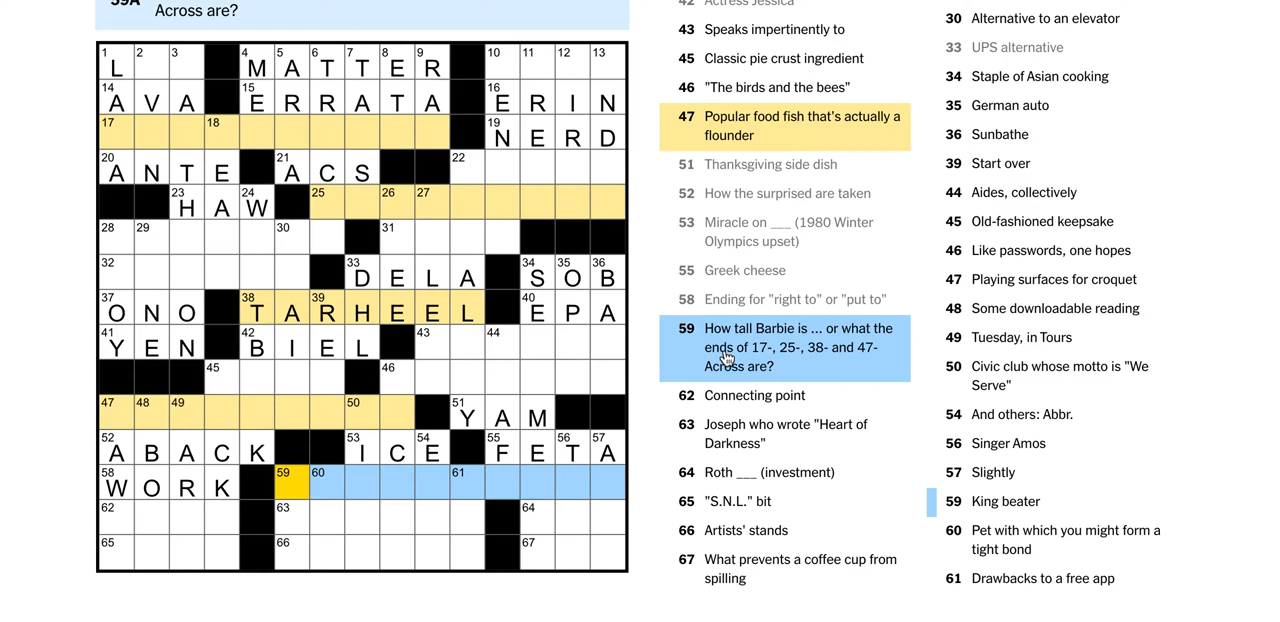 59A
Across are?
1 2 3 4 5 6 7 8 9 10 11 12 13
L M A T T E R
14 15 16
A V A E R R A T A E R I N
17 18 19
N E R D
20 21 22
A N T E A C S
23 24 25 26 27
H A W
28 29 30 31
32 33 34 35 36
D E L A S O B
37 38 39 40
O N O T A R H E E L E P A
41 42 43 44
Y E N B I E L
45 46
47 48 49 50 51
Y A M
52 53 54 55 56 57
A B A C K I C E F E T A
58 59 60 61
W O R K
62 63 64
65 66 67
42 Actress Jessica
43 Speaks impertinently to
45 Classic pie crust ingredient
46 "The birds and the bees"
47 Popular food fish that's actually a
flounder
51 Thanksgiving side dish
52 How the surprised are taken
53 Miracle on ___ (1980 Winter
Olympics upset)
55 Greek cheese
58 Ending for "right to" or "put to"
59 How tall Barbie is ... or what the
ends of 17-, 25-, 38- and 47-
Across are?
62 Connecting point
63 Joseph who wrote "Heart of
Darkness"
64 Roth ___ (investment)
65 "S.N.L." bit
66 Artists' stands
67 What prevents a coffee cup from
spilling
30 Alternative to an elevator
33 UPS alternative
34 Staple of Asian cooking
35 German auto
36 Sunbathe
39 Start over
44 Aides, collectively
45 Old-fashioned keepsake
46 Like passwords, one hopes
47 Playing surfaces for croquet
48 Some downloadable reading
49 Tuesday, in Tours
50 Civic club whose motto is "We
Serve"
54 And others: Abbr.
56 Singer Amos
57 Slightly
59 King beater
60 Pet with which you might form a
tight bond
61 Drawbacks to a free app